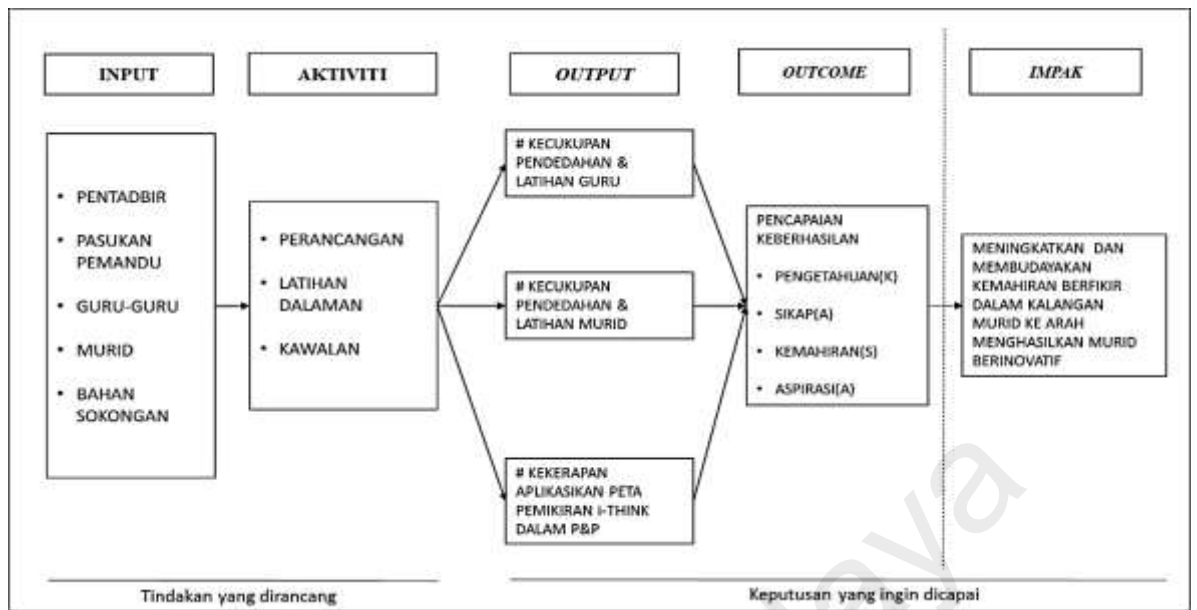 INPUT
AKTIVITI
OUTPUT
OUTCOME
IMPAK
• PENTADBIR
• PASUKAN
PEMANDU
• GURU-GURU
• MURID
• BAHAN
SOKONGAN
• PERANCANGAN
• LATIHAN
DALAMAN
• KAWALAN
# KECUKUPAN
PENDEDAHAN &
LATIHAN GURU
# KECUKUPAN
PENDEDAHAN &
LATIHAN MURID
# KEKERAPAN
APLIKASIKAN PETA
PEMIKIRAN i-THINK
DALAM P&P
PENCAPAIAN
KEBERHASILAN
• PENGETAHUAN(K)
• SIKAP(A)
• KEMAHIRAN(S)
• ASPIRASI(A)
MENINGKATKAN DAN
MEMBUDAYAKAN
KEMAHIRAN BERFIKIR
DALAM KALANGAN
MURID KE ARAH
MENGHASILKAN MURID
BERINOVATIF
Tindakan yang dirancang
Keputusan yang ingin dicapai
laya